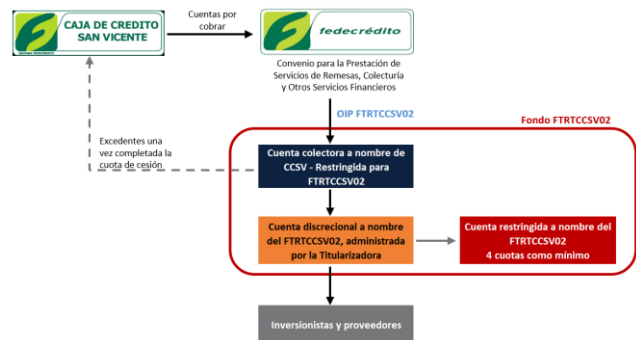 CAJA DE CREDITO
SAN VICENTE
SISTEMA FEDECREDITO
Cuentas por
cobrar
fedecrédito
Convenio para la Prestación de
Servicios de Remesas, Colecturía
y Otros Servicios Financieros
OIP FTRTCCSV02
Fondo FTRTCCSV02
Excedentes una
vez completada la
cuota de cesión
Cuenta colectora a nombre de
CCSV - Restringida para
FTRTCCSV02
Cuenta discrecional a nombre
del FTRTCCSV02, administrada
por la Titularizadora
Cuenta restringida a nombre del
FTRTCCSV02
4 cuotas como mínimo
Inversionistas y proveedores